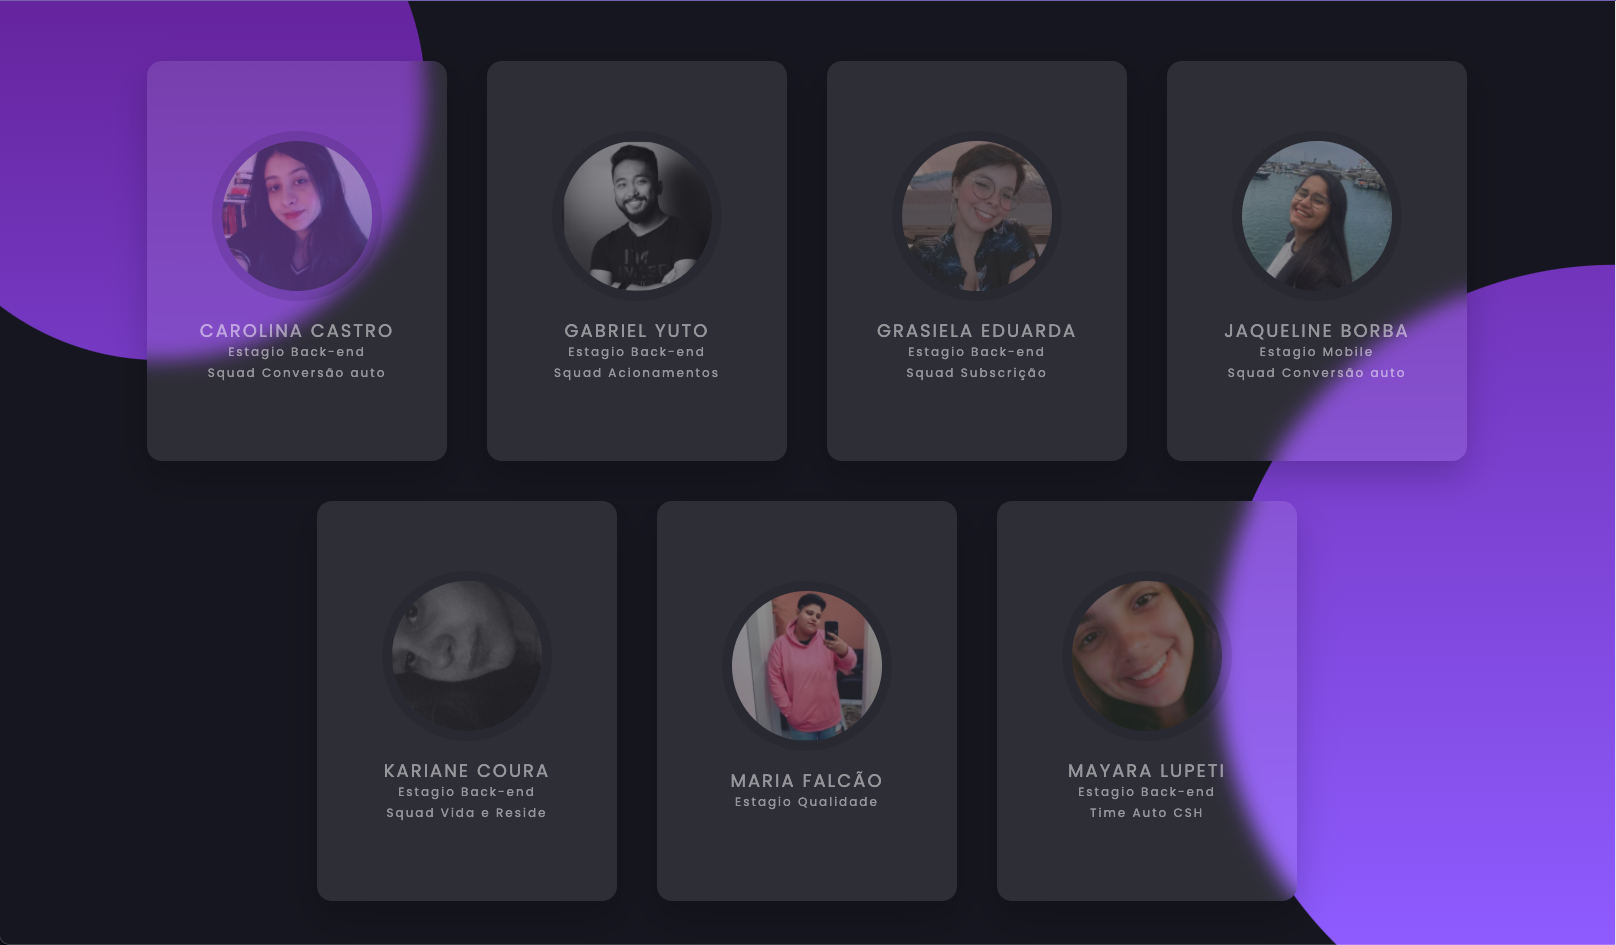 CAROLINA CASTRO
Estagio Back-end
Squad Conversão auto
GABRIEL YUTO
Estagio Back-end
Squad Acionamentos
GRASIELA EDUARDA
Estagio Back-end
Squad Subscrição
JAQUELINE BORBA
Estagio Mobile
Squad Conversão auto
KARIANE COURA
Estagio Back-end
Squad Vida e Reside
MARIA FALCÃO
Estagio Qualidade
MAYARA LUPETI
Estagio Back-end
Time Auto CSH